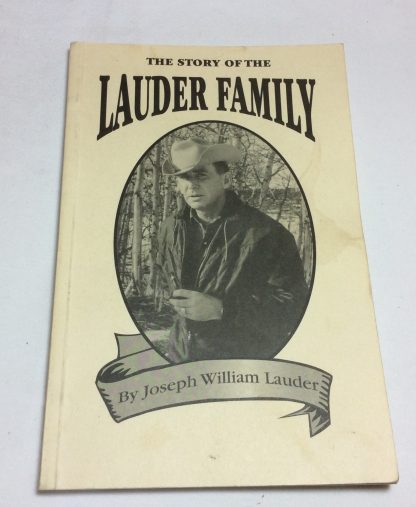 THE STORY OF THE
LAUDER FAMILY
By Joseph William Lauder